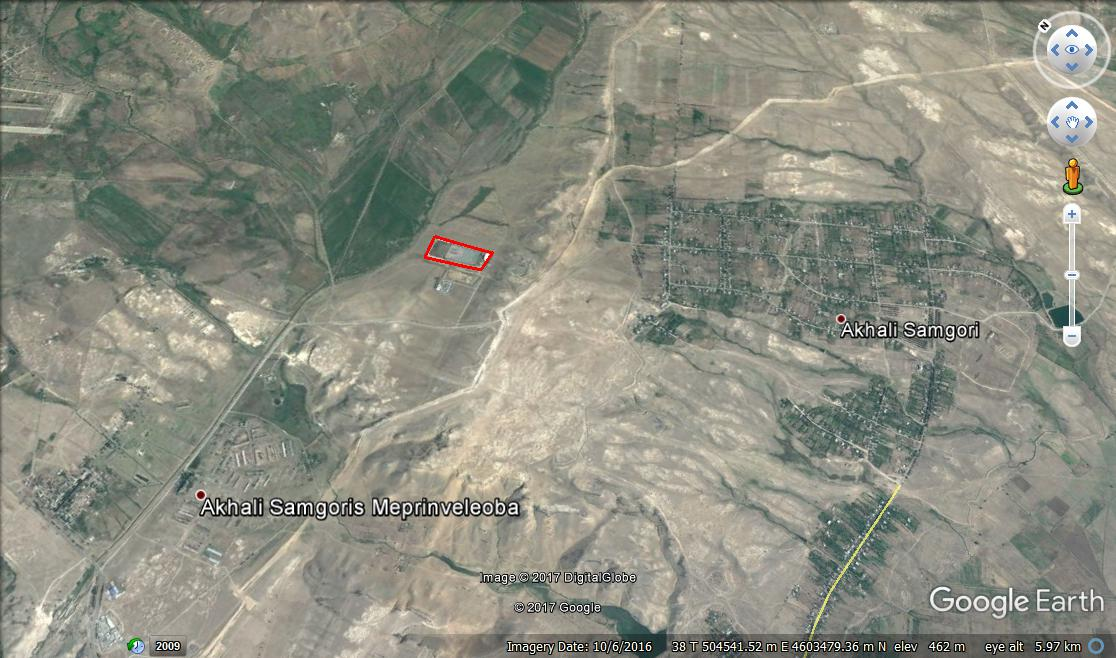 N
Akhali Samgori
Akhali Samgoris Meprinveleoba
Image © 2017 DigitalGlobe
© 2017 Google
Google Earth
2009
Imagery Date: 10/6/2016 38 T 504541.52 m E 4603479.36 m N elev 462 m eye alt 5.97 km